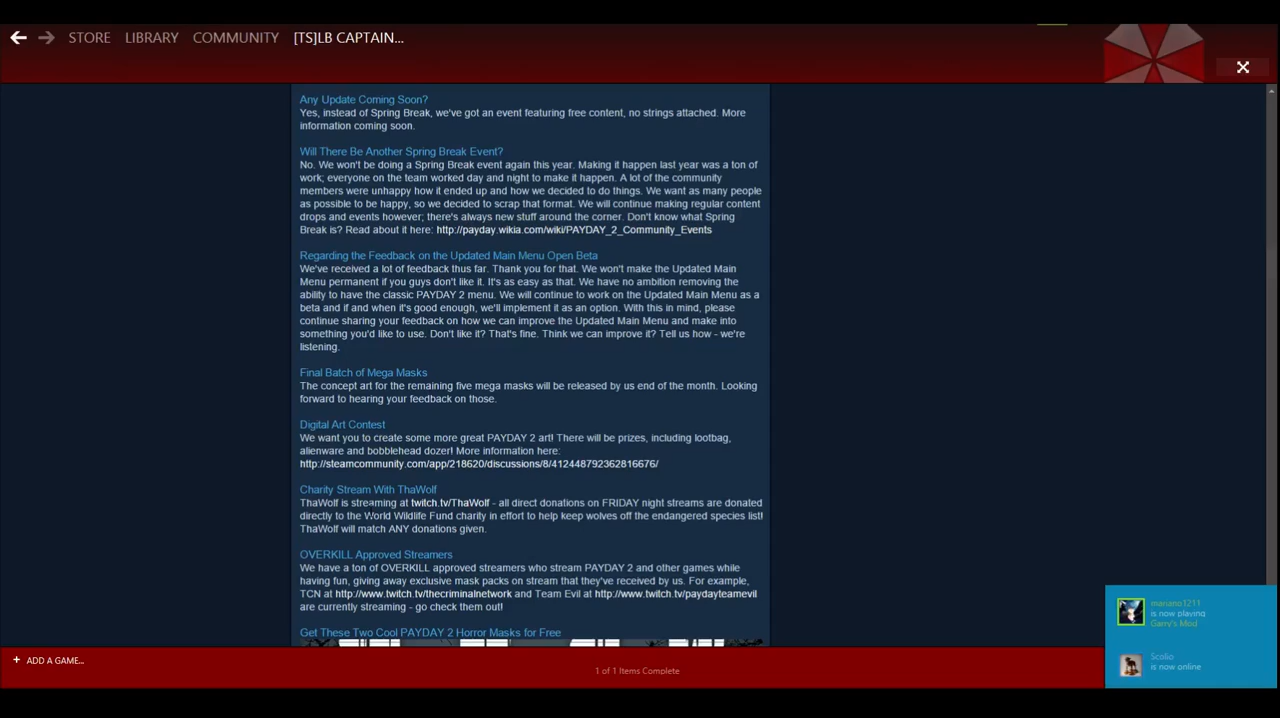 STORE LIBRARY COMMUNITY [TS]LB CAPTAIN...
Any Update Coming Soon?
Yes, instead of Spring Break, we've got an event featuring free content, no strings attached. More
information coming soon.
Will There Be Another Spring Break Event?
No. We won't be doing a Spring Break event again this year. Making it happen last year was a ton of
work; everyone on the team worked day and night to make it happen. A lot of the community
members were unhappy how it ended up and how we decided to do things. We want as many people
as possible to be happy, so we decided to scrap that format. We will continue making regular content
drops and events however; there's always new stuff around the corner. Don't know what Spring
Break is? Read about it here: http://payday.wikia.com/wiki/PAYDAY_2_Community_Events
Regarding the Feedback on the Updated Main Menu Open Beta
We've received a lot of feedback thus far. Thank you for that. We won't make the Updated Main
Menu permanent if you guys don't like it. It's as easy as that. We have no ambition removing the
ability to have the classic PAYDAY 2 menu. We will continue to work on the Updated Main Menu as a
beta and if and when it's good enough, we'll implement it as an option. With this in mind, please
continue sharing your feedback on how we can improve the Updated Main Menu and make into
something you'd like to use. Don't like it? That's fine. Think we can improve it? Tell us how - we're
listening.
Final Batch of Mega Masks
The concept art for the remaining five mega masks will be released by us end of the month. Looking
forward to hearing your feedback on those.
Digital Art Contest
We want you to create some more great PAYDAY 2 art! There will be prizes, including lootbag,
alienware and bobblehead dozer! More information here:
http://steamcommunity.com/app/218620/discussions/8/412448792362816676/
Charity Stream With ThaWolf
ThaWolf is streaming at twitch.tv/ThaWolf - all direct donations on FRIDAY night streams are donated
directly to the World Wildlife Fund charity in effort to help keep wolves off the endangered species list!
ThaWolf will match ANY donations given.
OVERKILL Approved Streamers
We have a ton of OVERKILL approved streamers who stream PAYDAY 2 and other games while
having fun, giving away exclusive mask packs on stream that they've received by us. For example,
TCN at http://www.twitch.tv/thecriminalnetwork and Team Evil at http://www.twitch.tv/paydayteamevil
are currently streaming - go check them out!
Get These Two Cool PAYDAY 2 Horror Masks for Free
mariano1211
is now playing
Garry's Mod
Scolio
is now online
+ ADD A GAME...
1 of 1 Items Complete